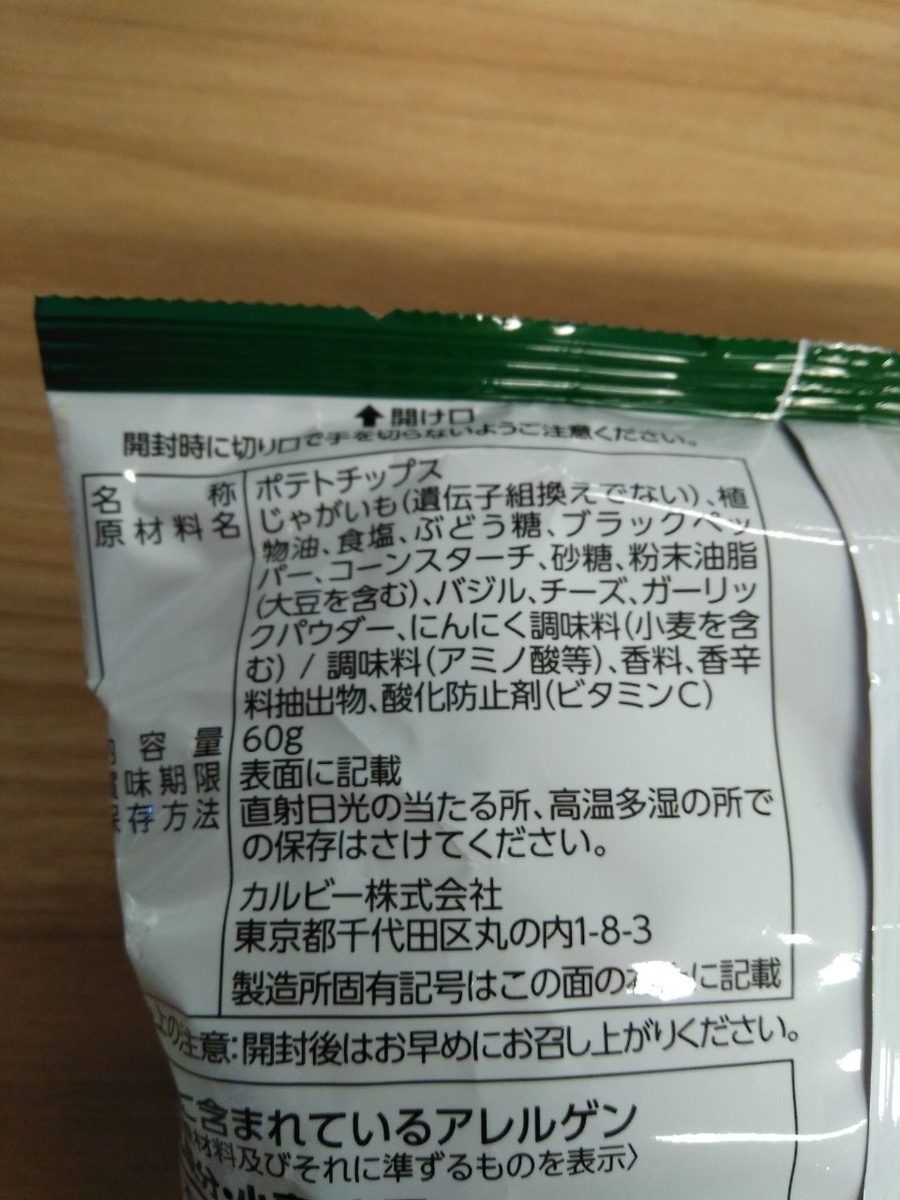 開け口
開封時に切り口で手を切らないようご注意ください。
名称 ポテトチップス
原材料名 じゃがいも(遺伝子組換えでない)、植
物油、食塩、ぶどう糖、ブラックペッ
パー、コーンスターチ、砂糖、粉末油脂
(大豆を含む)、バジル、チーズ、ガーリッ
クパウダー、にんにく調味料(小麦を含
む) / 調味料(アミノ酸等)、香料、香辛
料抽出物、酸化防止剤(ビタミンC)
容量 60g
味期限 表面に記載
存方法 直射日光の当たる所、高温多湿の所で
の保存はさけてください。
カルビー株式会社
東京都千代田区丸の内1-8-3
製造所固有記号はこの面の に記載
上の注意:開封後はお早めにお召し上がりください。
に含まれているアレルゲン
材料及びそれに準ずるものを表示〉